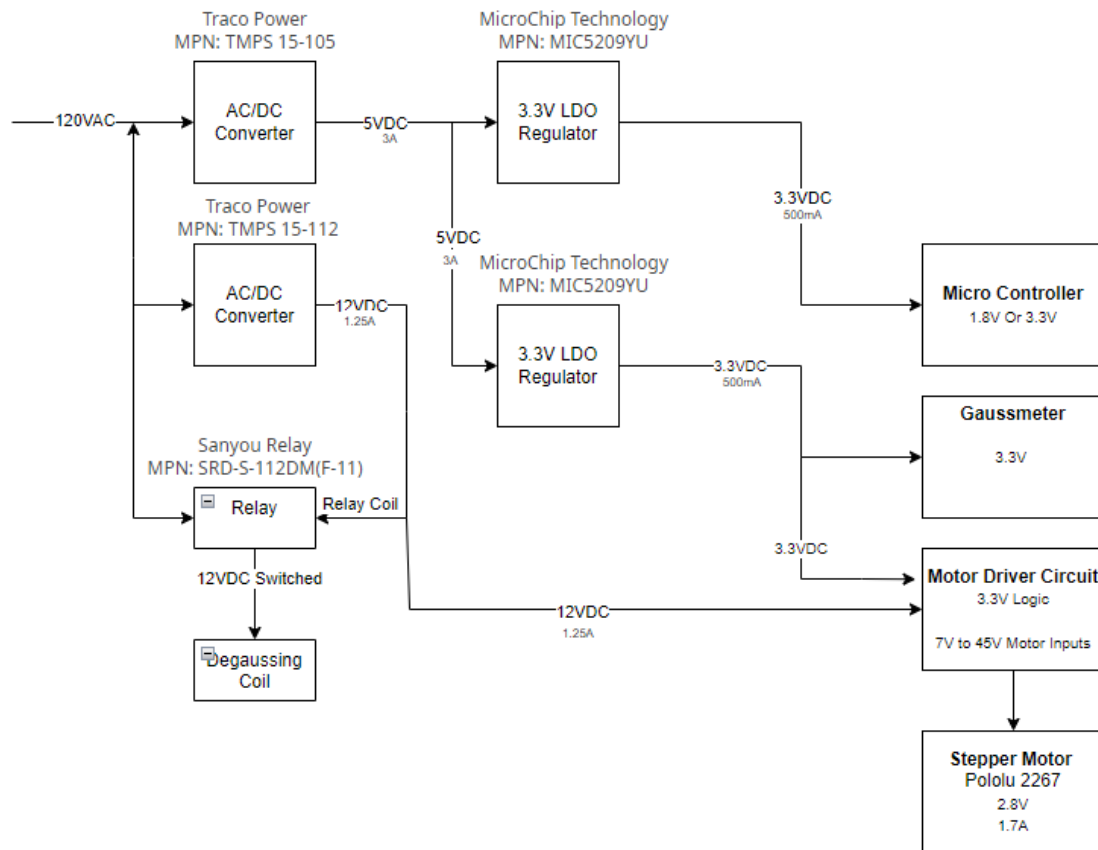 Traco Power
MPN: TMPS 15-105
MicroChip Technology
MPN: MIC5209YU
120VAC
AC/DC
Converter
5VDC
3A
3.3V LDO
Regulator
3.3VDC
500mA
Traco Power
MPN: TMPS 15-112
AC/DC
Converter
12VDC
1.25A
5VDC
3A
MicroChip Technology
MPN: MIC5209YU
3.3V LDO
Regulator
3.3VDC
500mA
Micro Controller
1.8V Or 3.3V
Gaussmeter
3.3V
Sanyou Relay
MPN: SRD-S-112DM(F-11)
Relay
Relay Coil
12VDC Switched
Degaussing
Coil
3.3VDC
12VDC
1.25A
Motor Driver Circuit
3.3V Logic
7V to 45V Motor Inputs
Stepper Motor
Pololu 2267
2.8V
1.7A